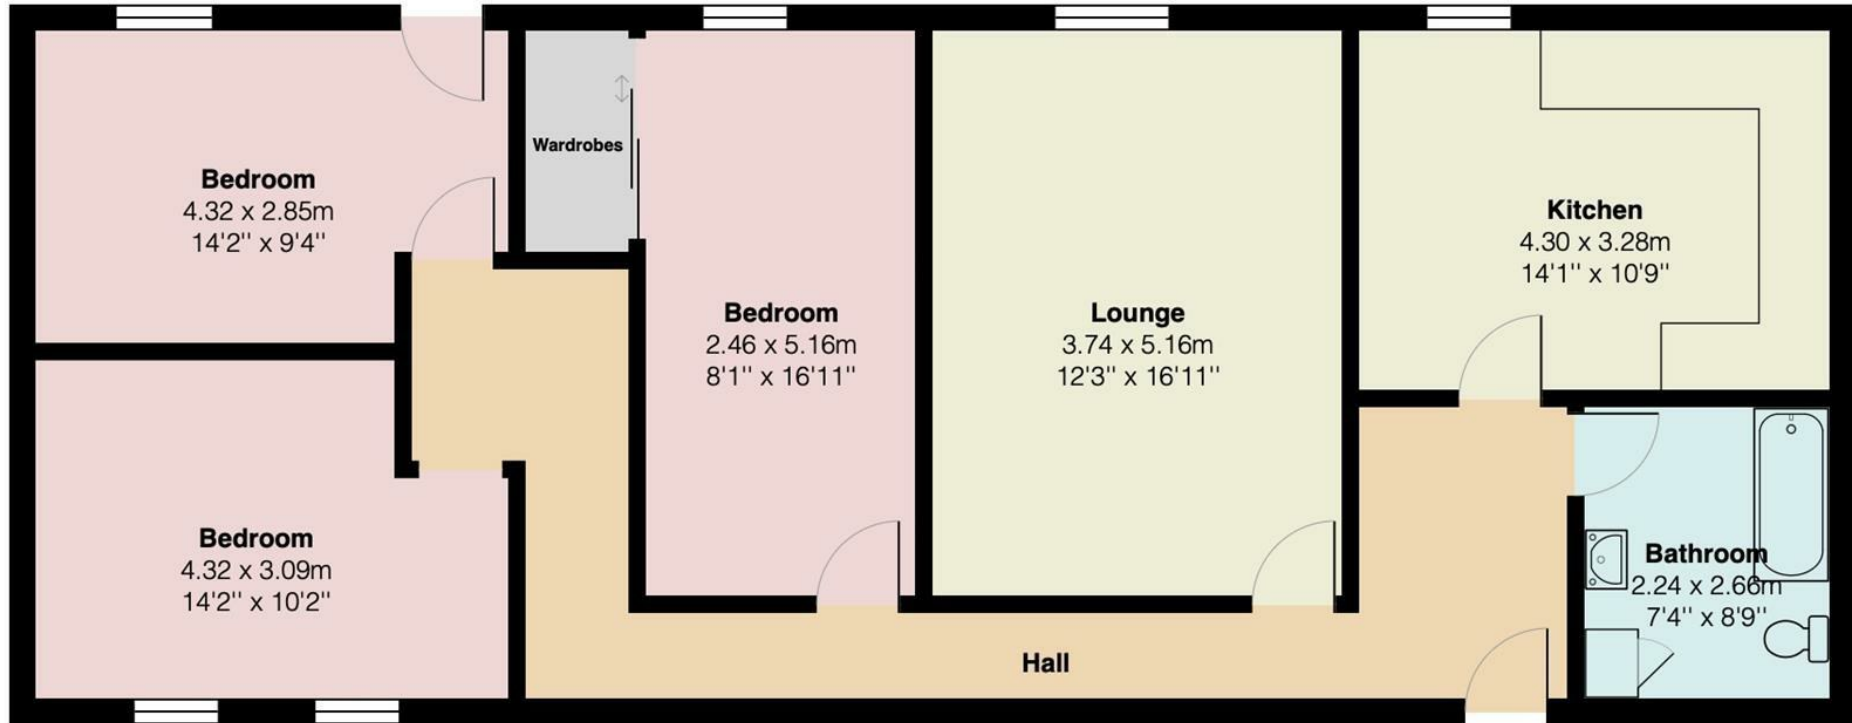 Bedroom
4.32 x 2.85m
14'2'' x 9'4''
Wardrobes
Bedroom
2.46 x 5.16m
8'1'' x 16'11''
Lounge
3.74 x 5.16m
12'3'' x 16'11''
Kitchen
4.30 x 3.28m
14'1'' x 10'9''
Bedroom
4.32 x 3.09m
14'2'' x 10'2''
Bathroom
2.24 x 2.66m
7'4'' x 8'9''
Hall